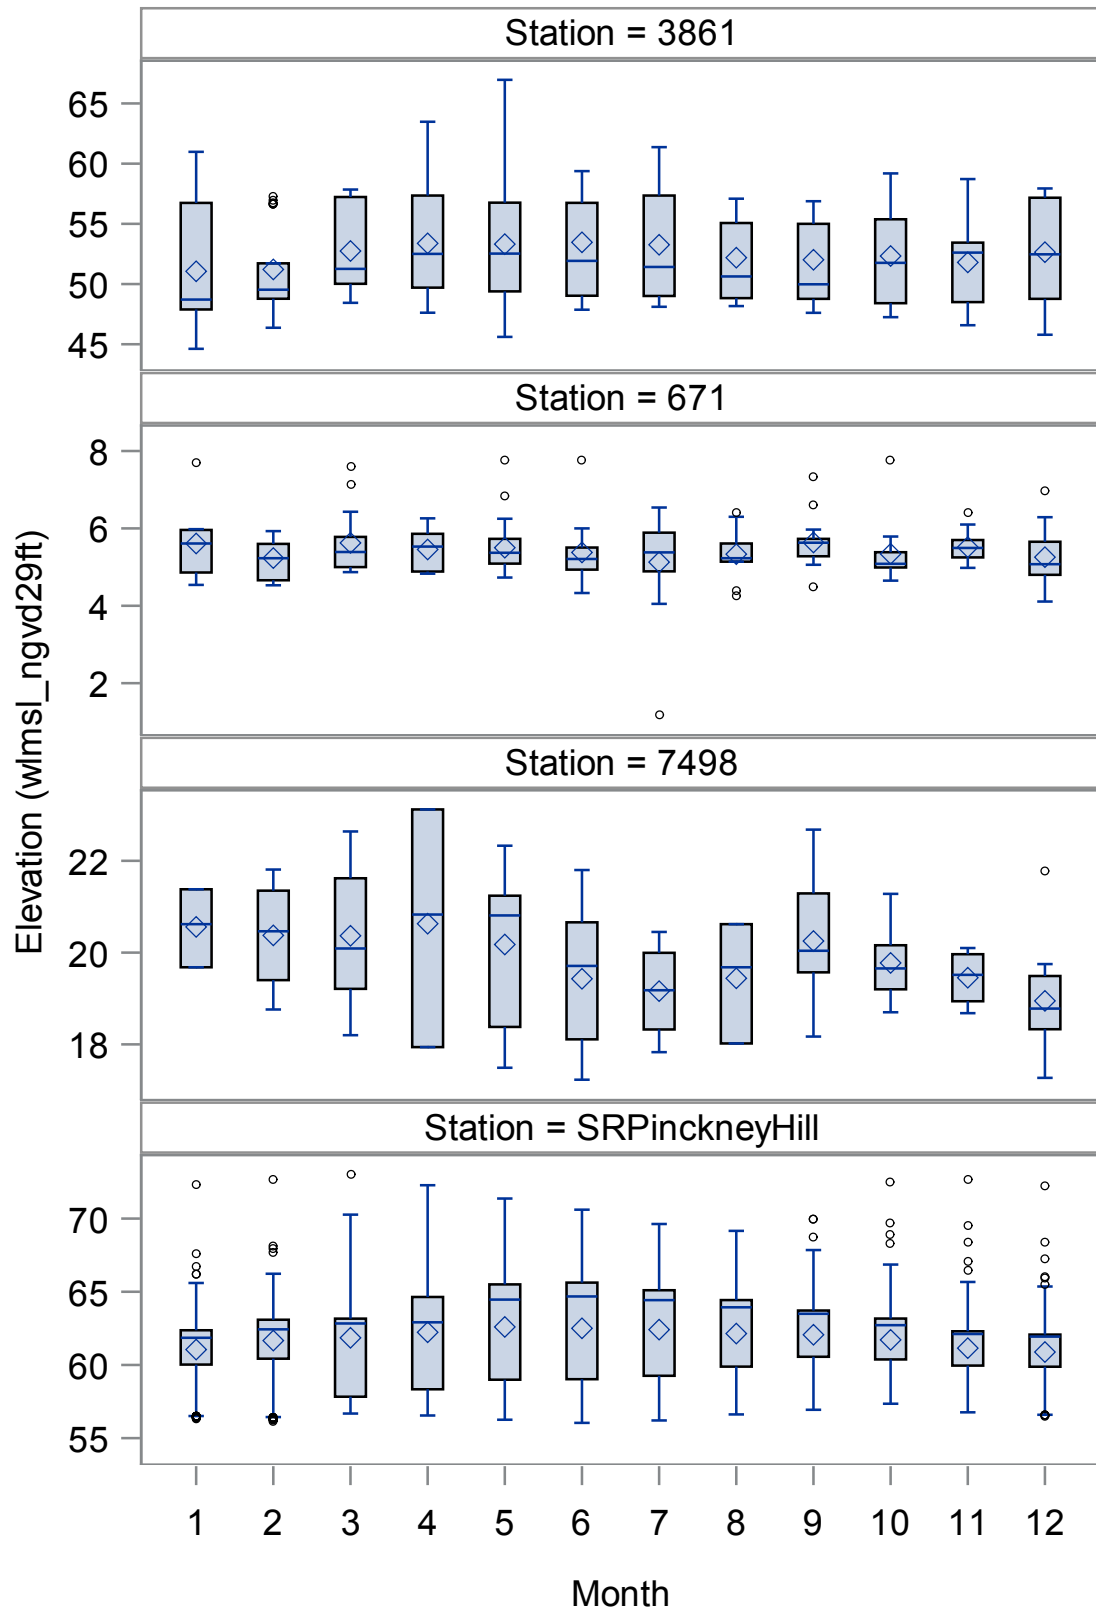 Station = 3861
65
60
55
50
45
Station = 671
8
6
4
2
Station = 7498
22
20
18
Station = SRPinckneyHill
70
65
60
55
1 2 3 4 5 6 7 8 9 10 11 12
Month
Elevation (wlmsl_ngvd29ft)